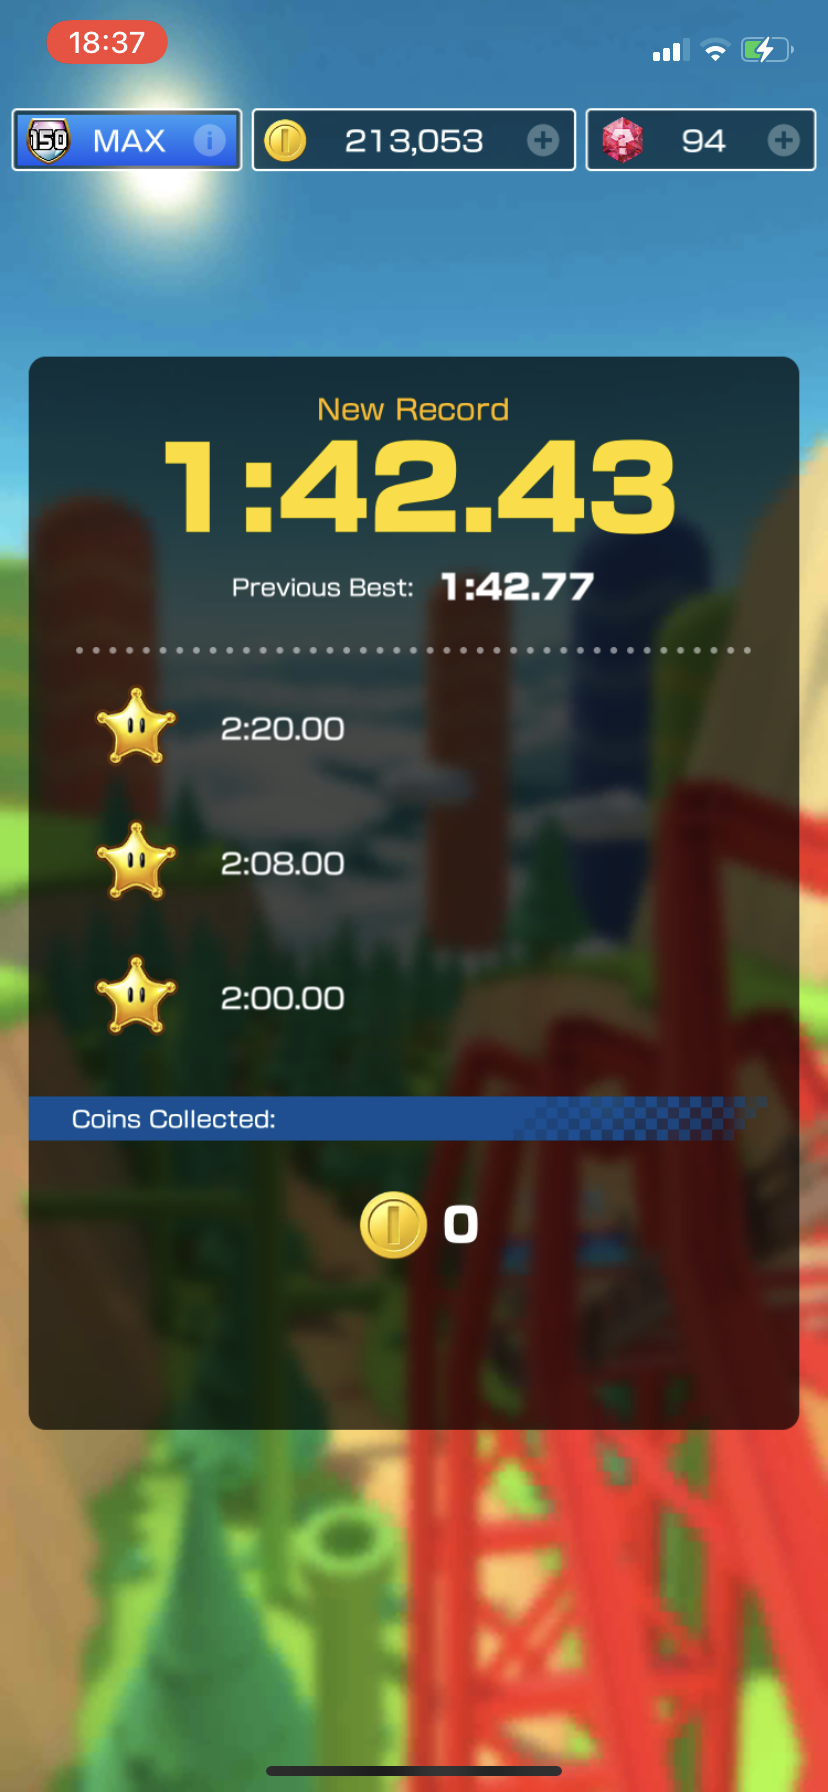 18:37
150 MAX i 213,053 + ? 94 +
New Record
1:42.43
Previous Best: 1:42.77
2:20.00
2:08.00
2:00.00
Coins Collected:
0